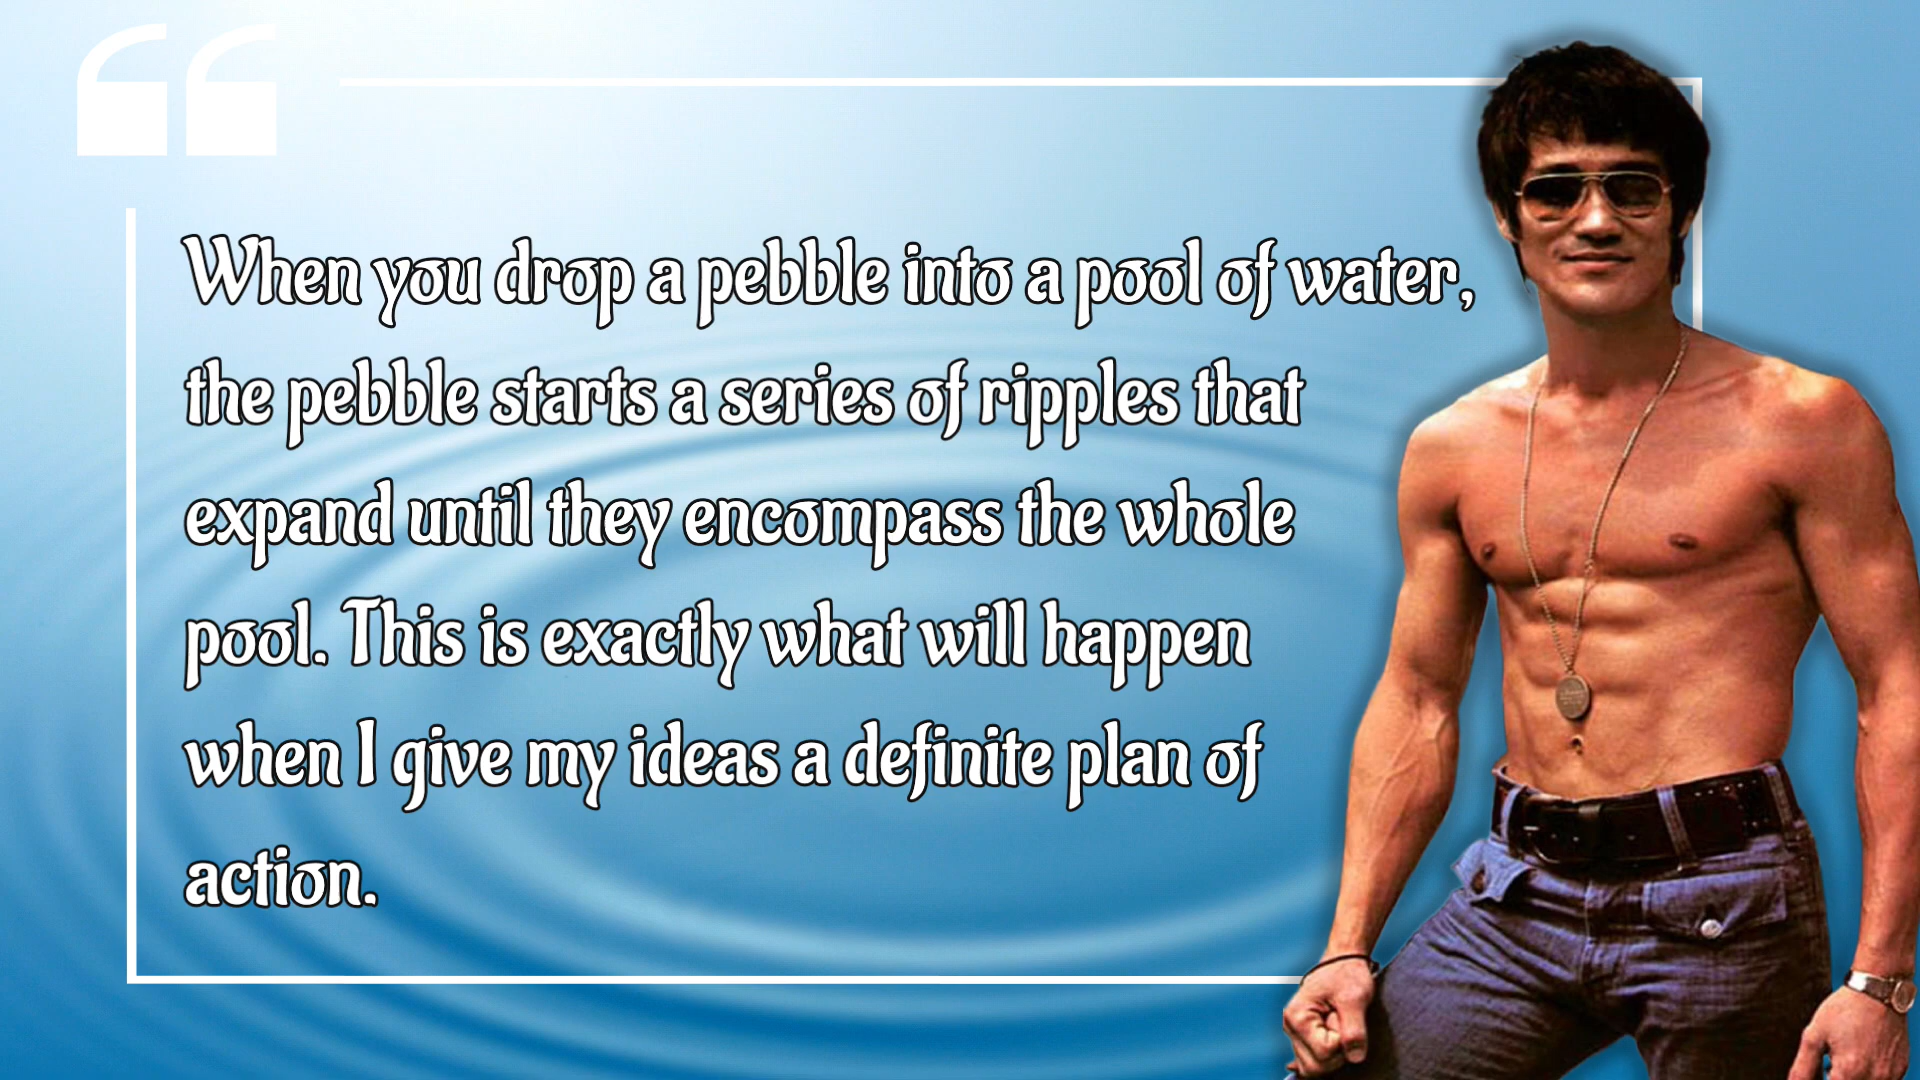 When you drop a pebble into a pool of water,
the pebble starts a series of ripples that
expand until they encompass the whole
pool. This is exactly what will happen
when I give my ideas a definite plan of
action.